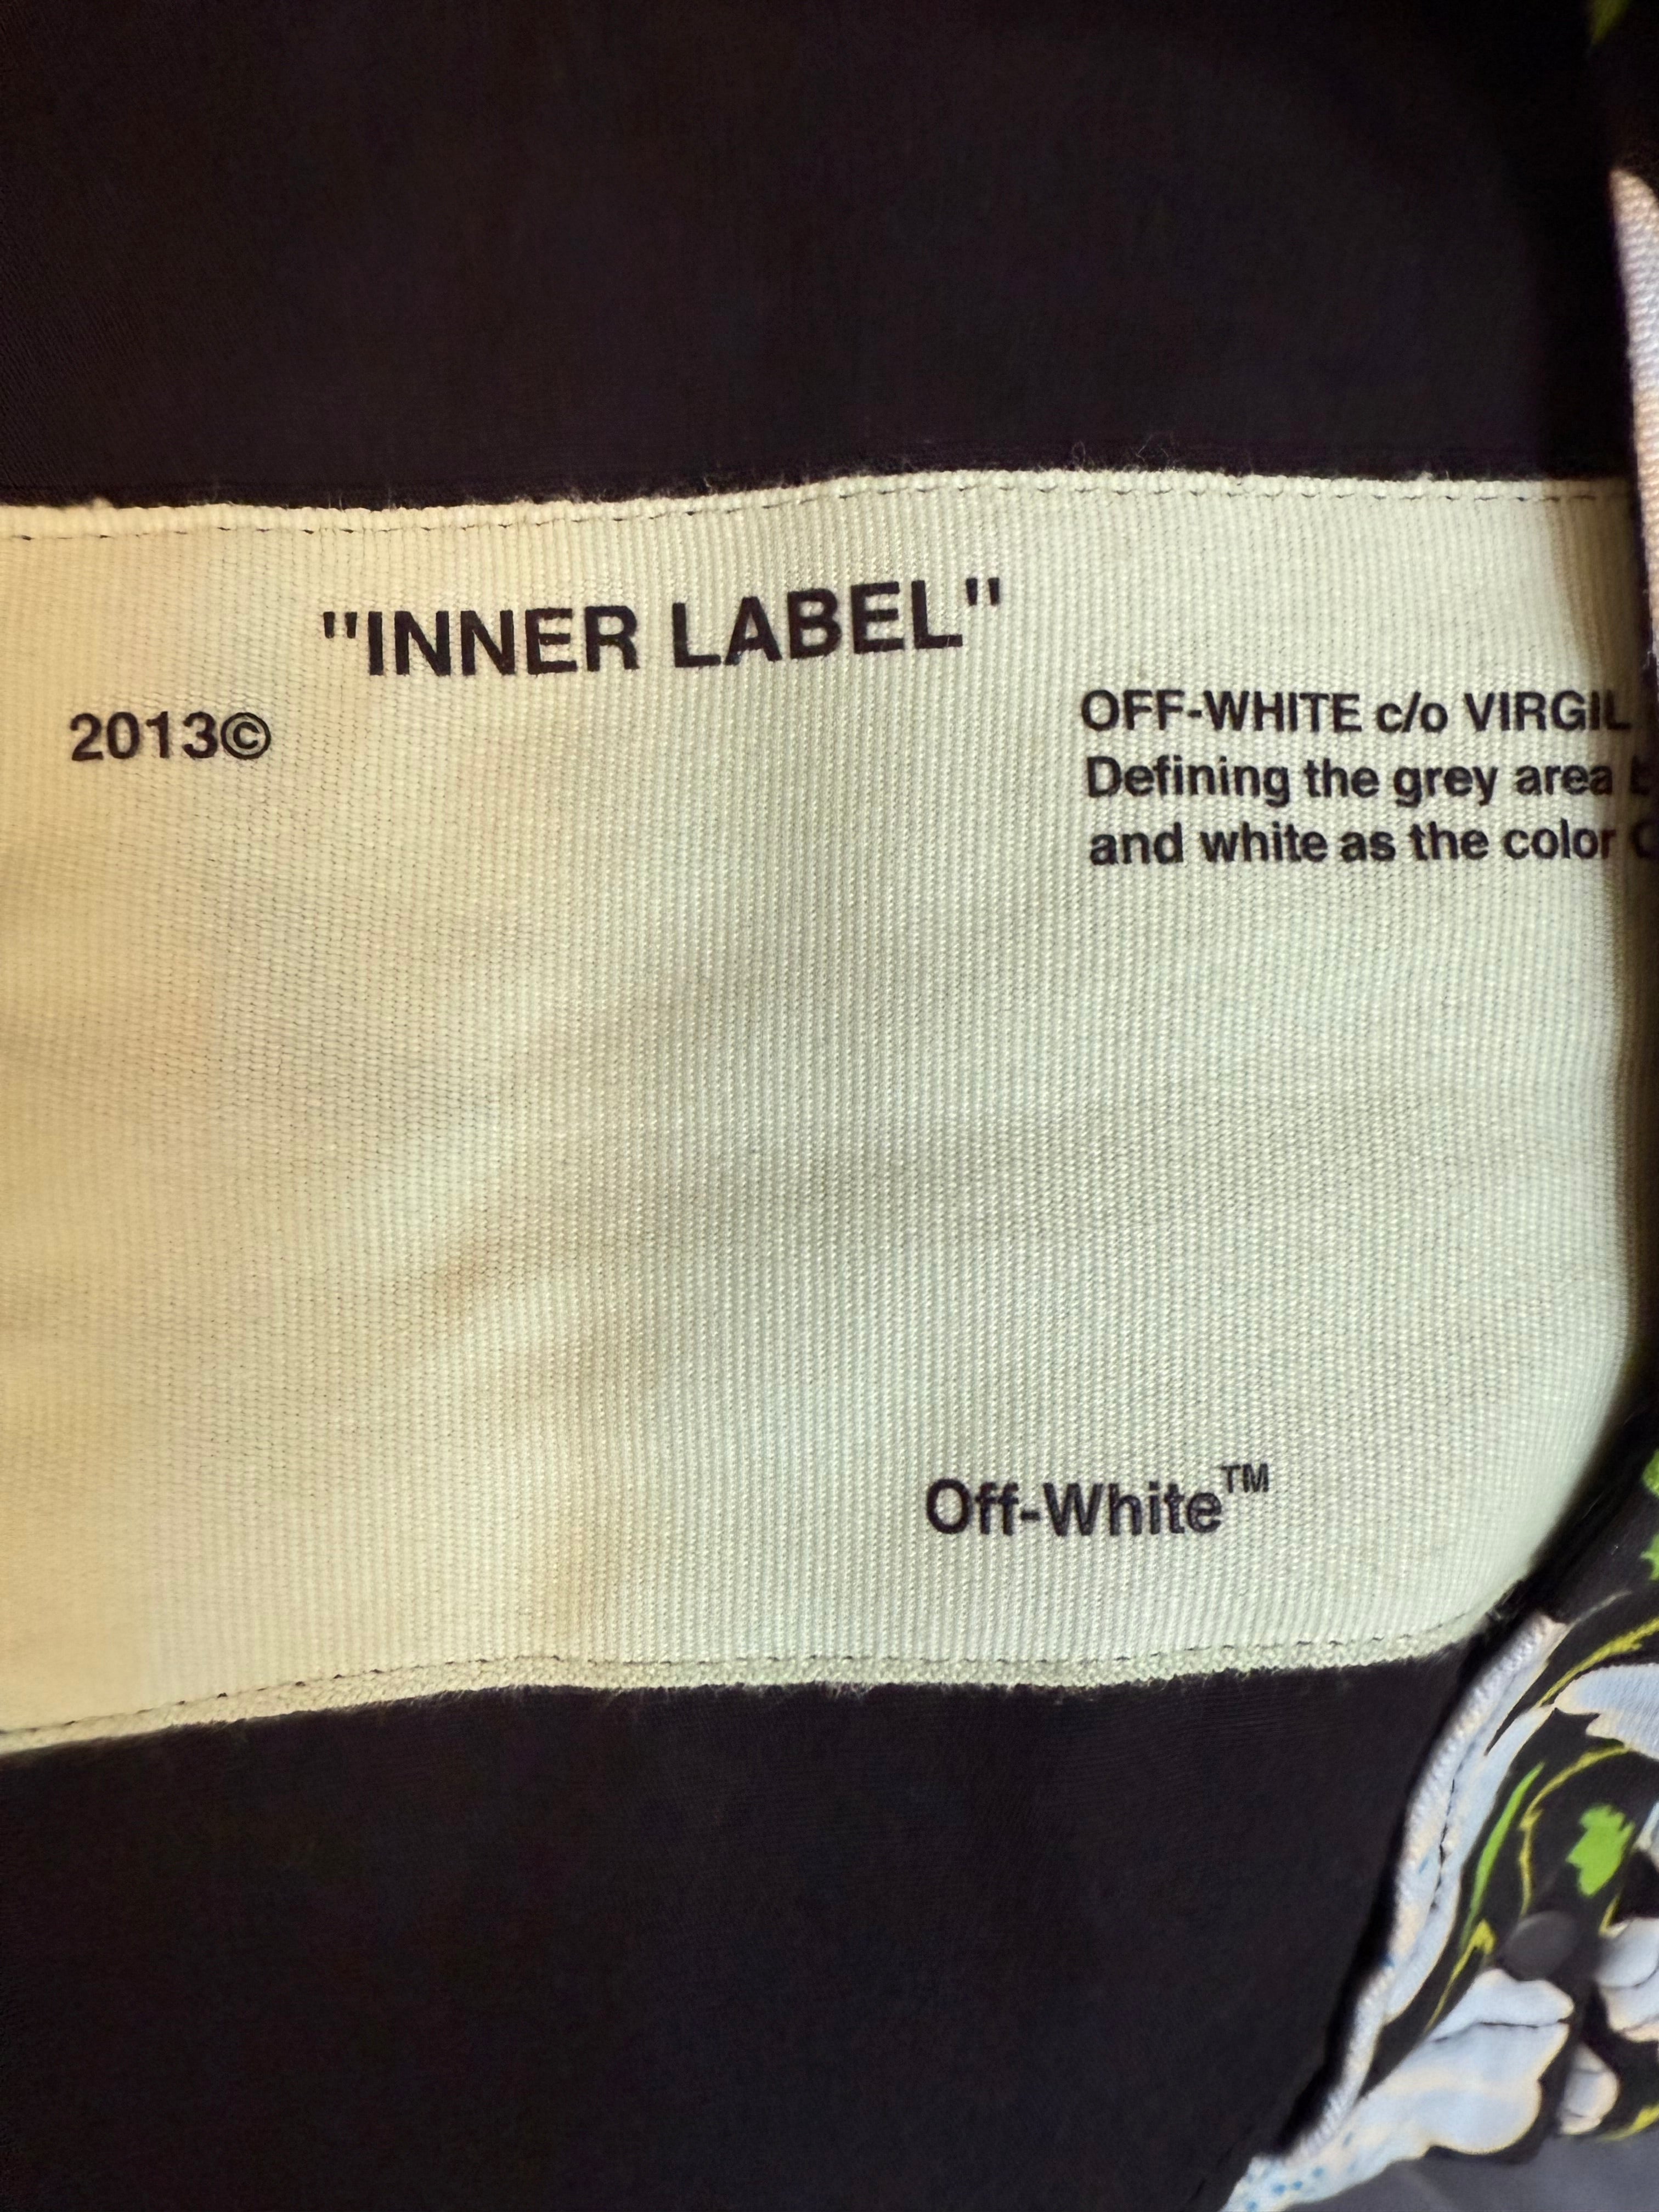 "INNER LABEL"
2013©
OFF-WHITE c/o VIRGIL
Defining the grey area
and white as the color
Off-White™